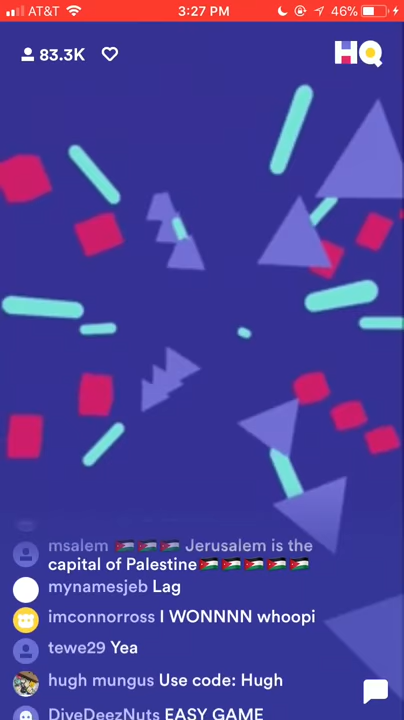 AT&T 3:27 PM 46%
83.3K HQ
msalem 🇯🇴🇯🇴🇯🇴 Jerusalem is the
capital of Palestine🇯🇴🇯🇴🇯🇴🇯🇴🇯🇴
mynamesjeb Lag
imconnorross I WONNNN whoopi
tewe29 Yea
hugh mungus Use code: Hugh
DiveDeezNuts EASY GAME